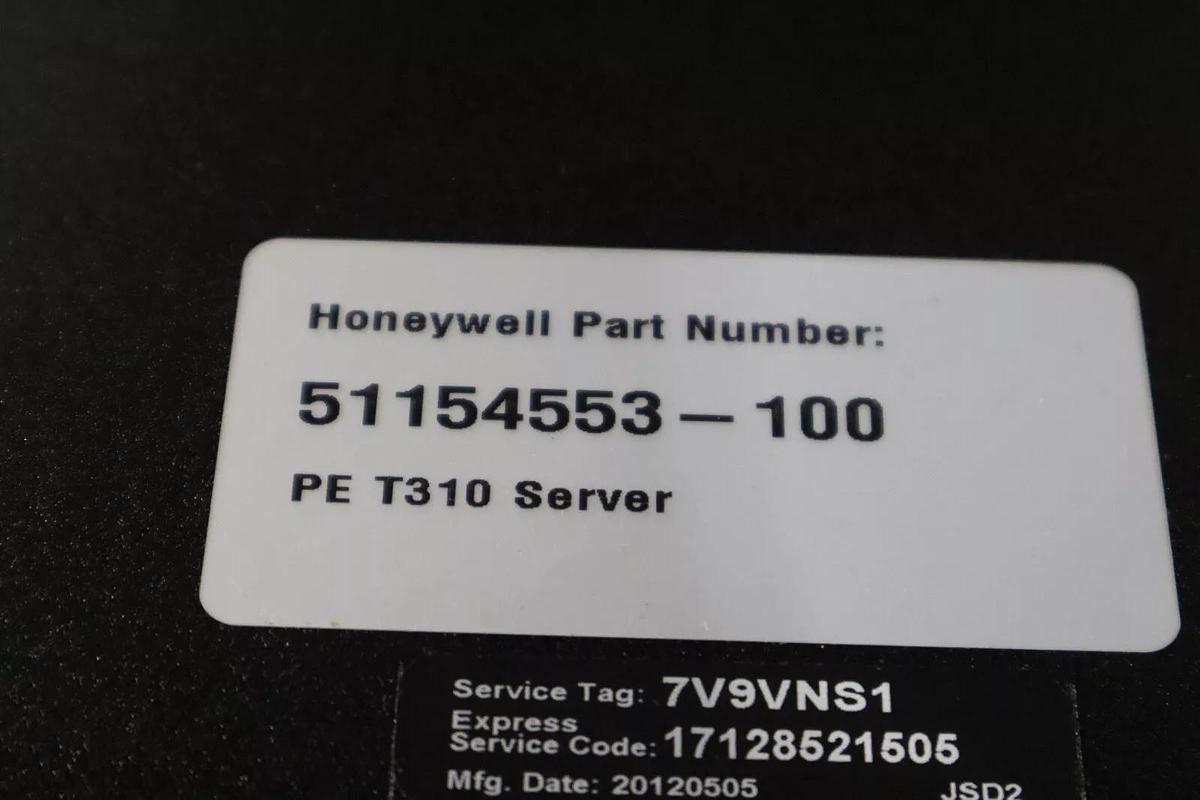 Honeywell Part Number:
51154553-100
PE T310 Server
Service Tag: 7V9VNS1
Express
Service Code: 17128521505
Mfg. Date: 20120505 JSD2